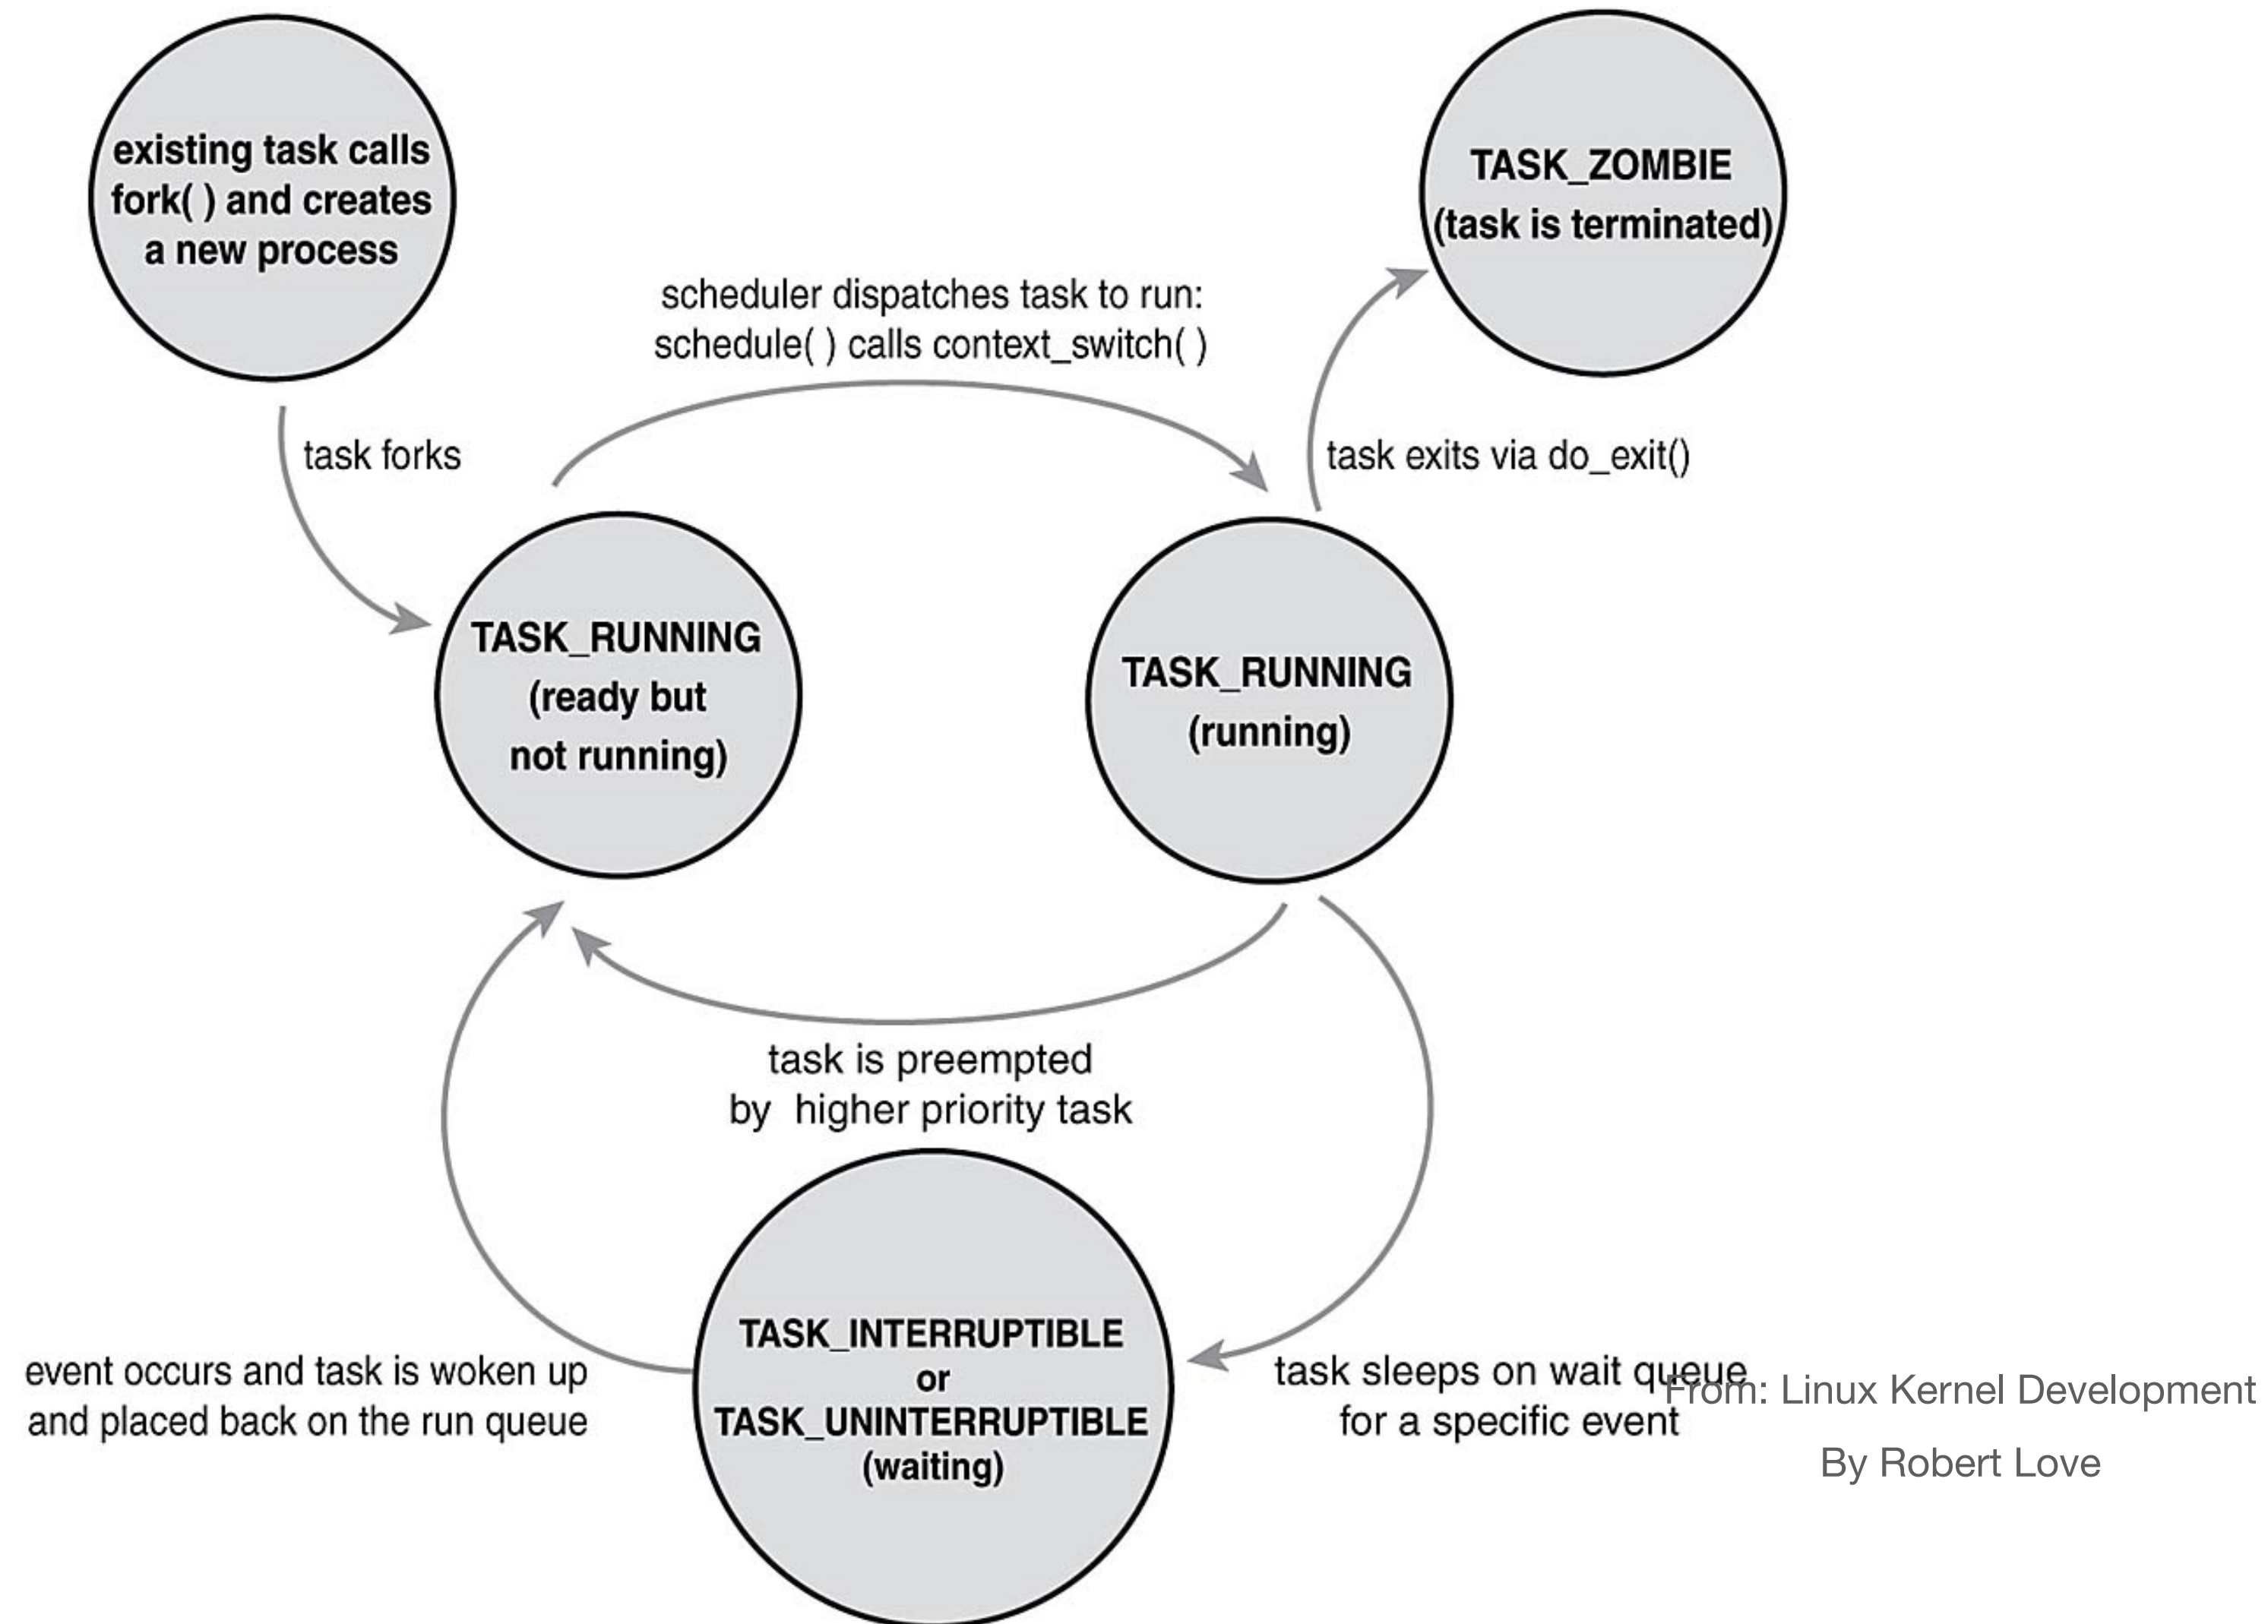 existing task calls
fork( ) and creates
a new process
TASK_ZOMBIE
(task is terminated)
scheduler dispatches task to run:
schedule( ) calls context_switch( )
task forks
task exits via do_exit()
TASK_RUNNING
(ready but
not running)
TASK_RUNNING
(running)
task is preempted
by higher priority task
event occurs and task is woken up
and placed back on the run queue
TASK_INTERRUPTIBLE
or
TASK_UNINTERRUPTIBLE
(waiting)
task sleeps on wait queue
for a specific event
From: Linux Kernel Development
By Robert Love